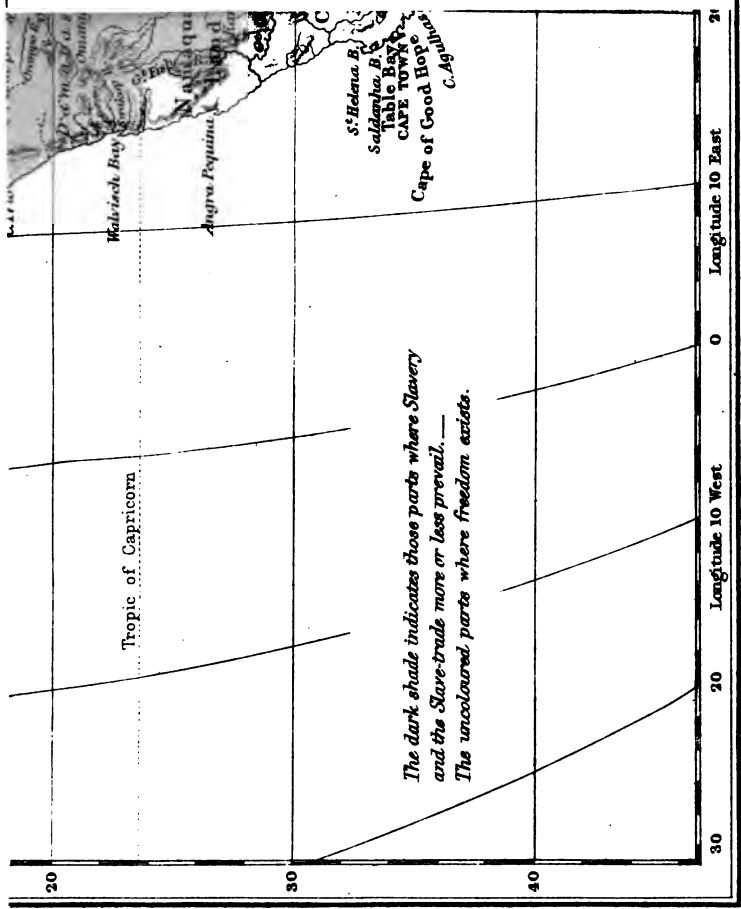 Damaras
Walvisch Bay
G.t Fish
Angra Pequina
S.t Helena B.
Saldanha B.
Table Bay
CAPE TOWN
Cape of Good Hope
C. Agulhas
Tropic of Capricorn
The dark shade indicates those parts where Slavery
and the Slave-trade more or less prevail.—
The uncoloured parts where freedom exists.
20
30
40
30
20
Longitude 10 West
0
Longitude 10 East